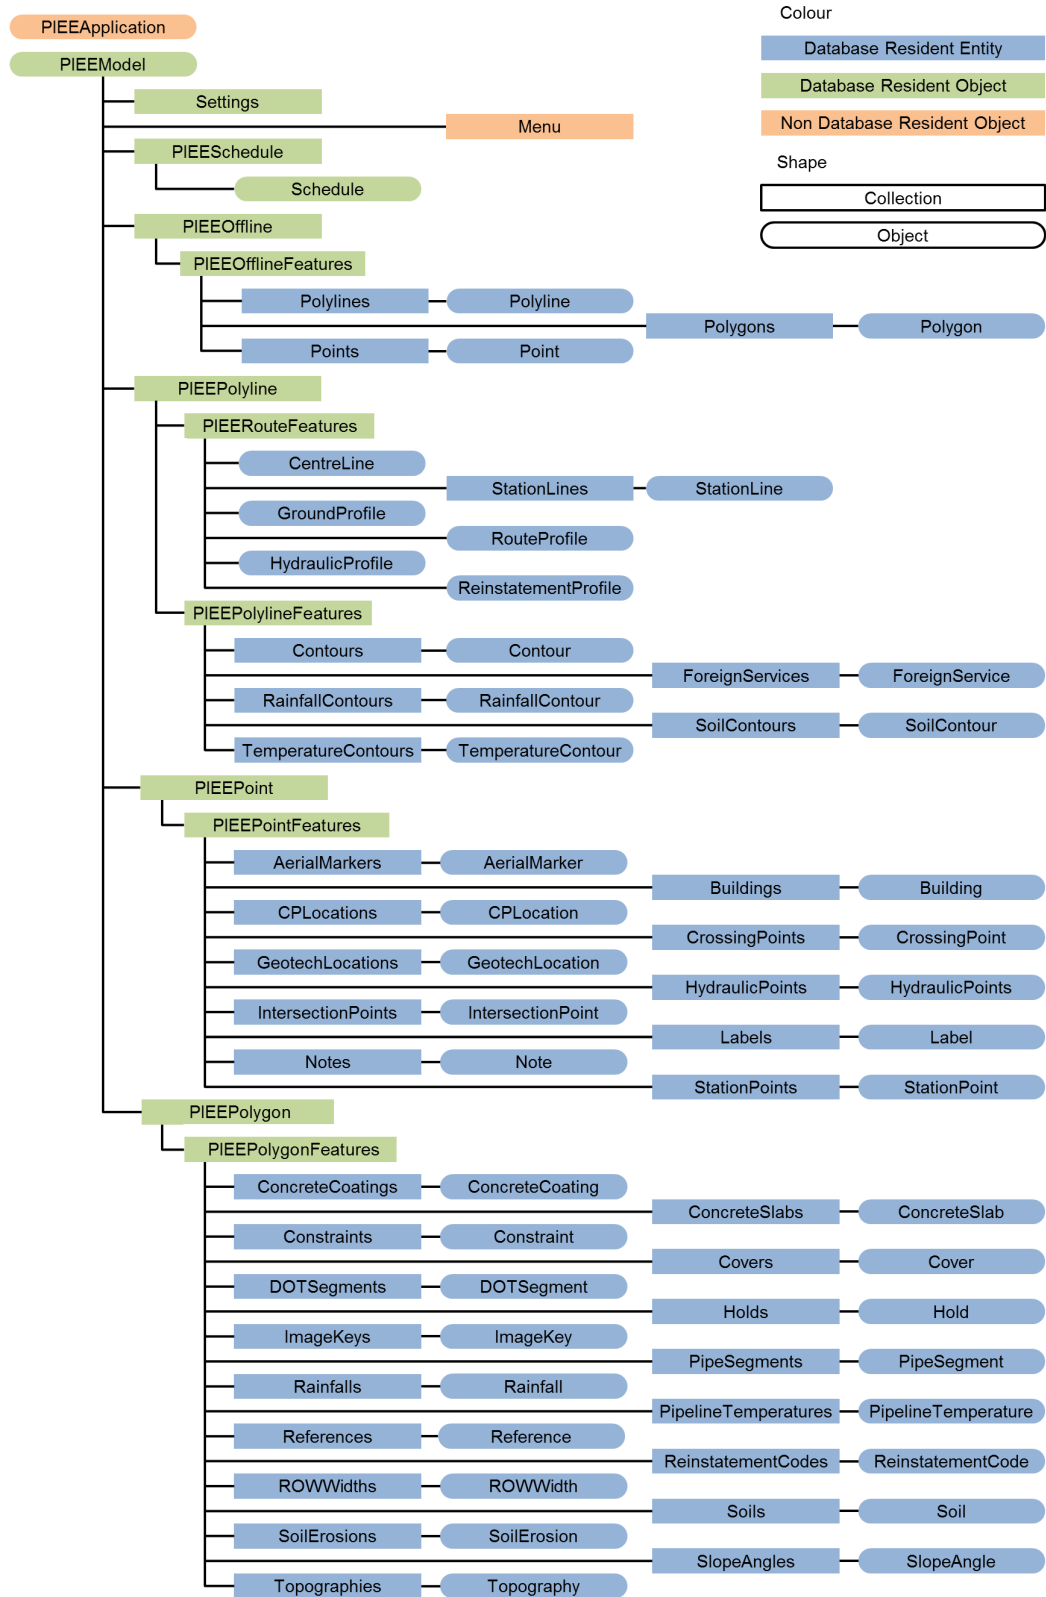 PIEEApplication
Colour
Database Resident Entity
PIEEModel
Database Resident Object
Settings
Non Database Resident Object
Menu
PIEESchedule
Shape
Schedule
Collection
PIEEOffline
Object
PIEEOfflineFeatures
Polylines Polyline
Polygons Polygon
Points Point
PIEEPolyline
PIEERouteFeatures
CentreLine
StationLines StationLine
GroundProfile
RouteProfile
HydraulicProfile
ReinstatementProfile
PIEEPolylineFeatures
Contours Contour
ForeignServices ForeignService
RainfallContours RainfallContour
SoilContours SoilContour
TemperatureContours TemperatureContour
PIEEPoint
PIEEPointFeatures
AerialMarkers AerialMarker
Buildings Building
CPLocations CPLocation
CrossingPoints CrossingPoint
GeotechLocations GeotechLocation
HydraulicPoints HydraulicPoints
IntersectionPoints IntersectionPoint
Labels Label
Notes Note
StationPoints StationPoint
PIEEPolygon
PIEEPolygonFeatures
ConcreteCoatings ConcreteCoating
ConcreteSlabs ConcreteSlab
Constraints Constraint
Covers Cover
DOTSegments DOTSegment
Holds Hold
ImageKeys ImageKey
PipeSegments PipeSegment
Rainfalls Rainfall
PipelineTemperatures PipelineTemperature
References Reference
ReinstatementCodes ReinstatementCode
ROWWidths ROWWidth
Soils Soil
SoilErosions SoilErosion
SlopeAngles SlopeAngle
Topographies Topography